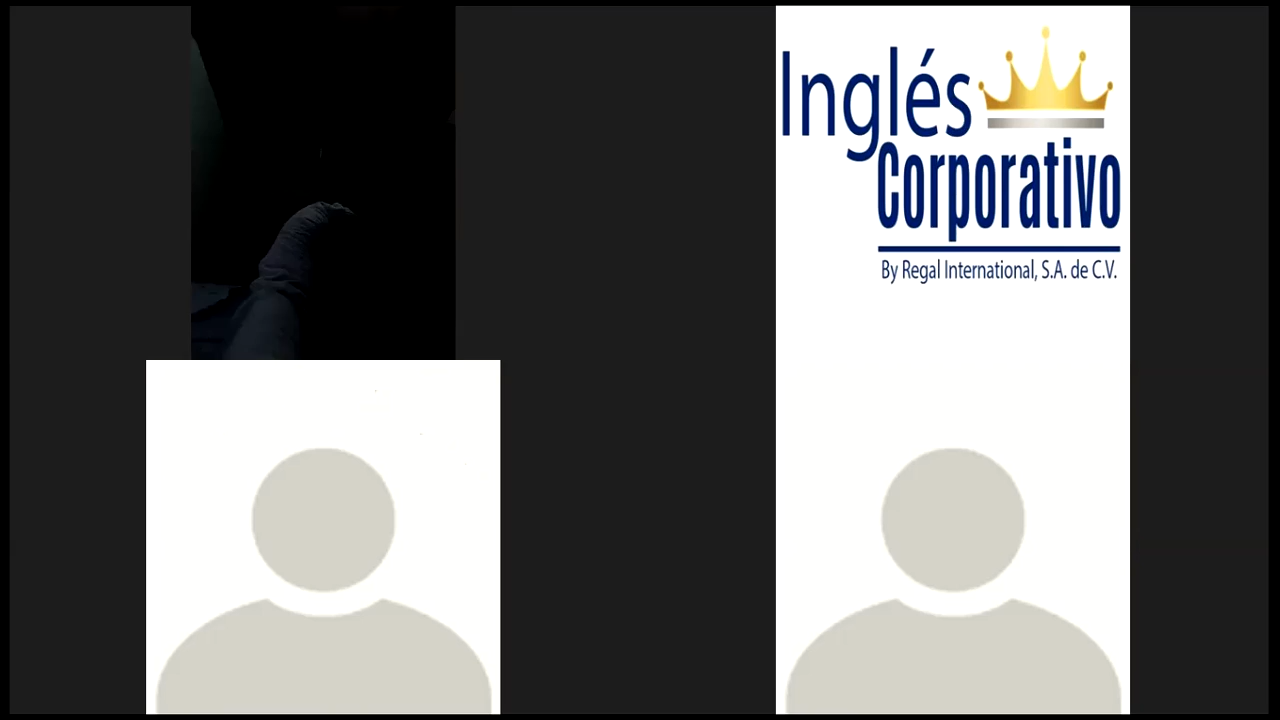 Inglés
Corporativo
By Regal International, S.A. de C.V.